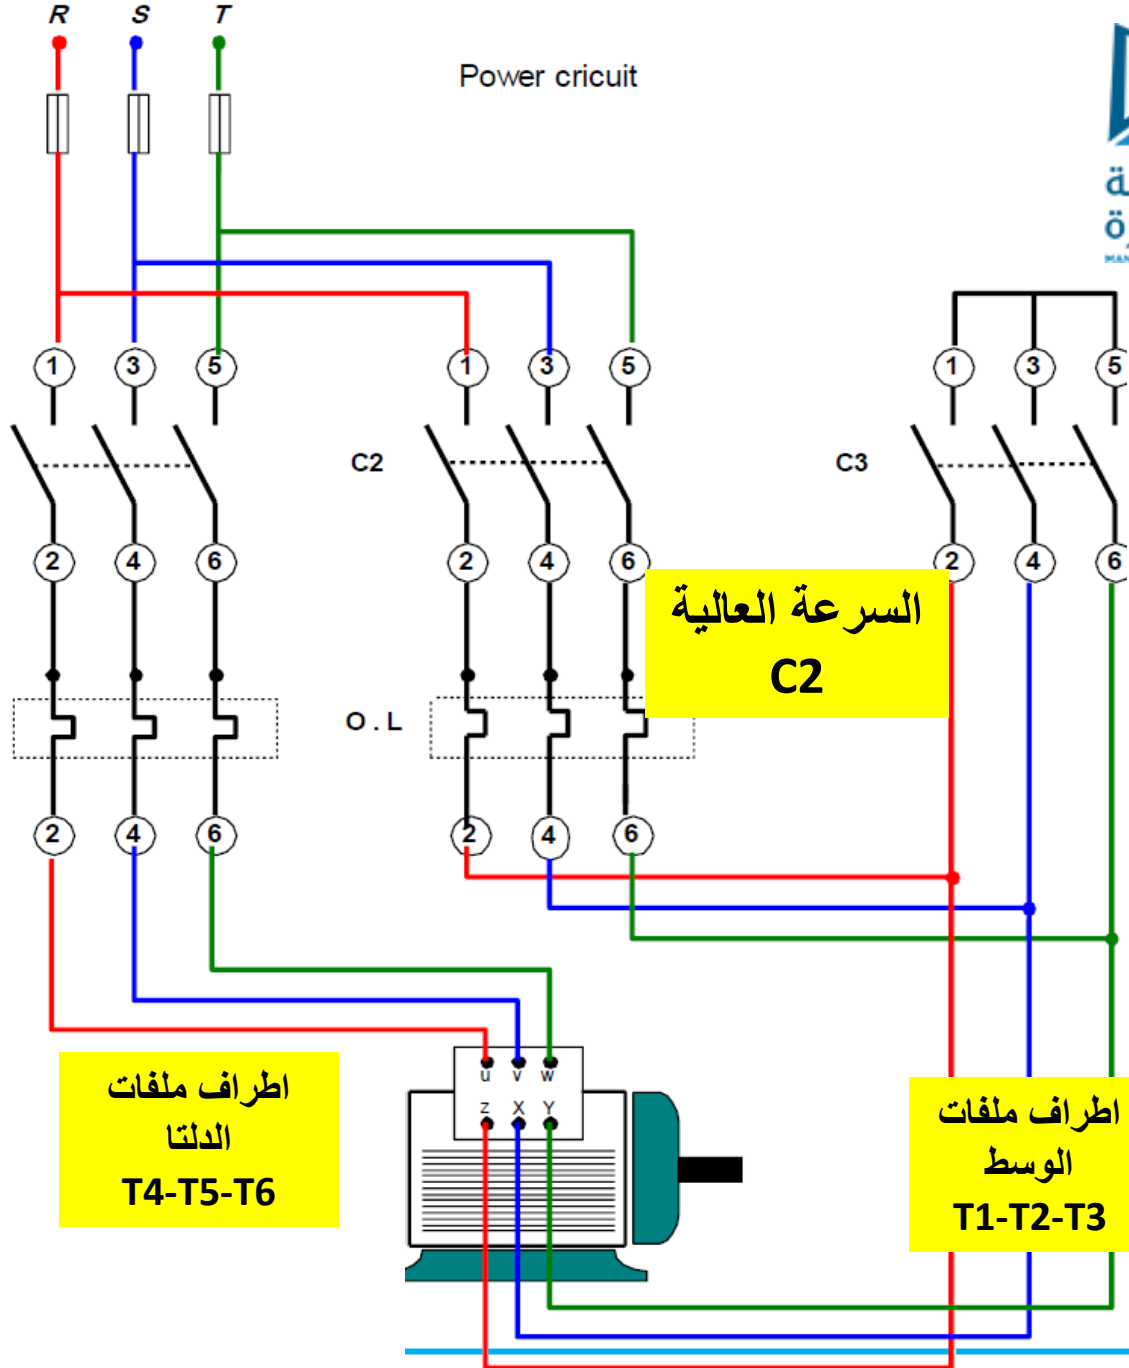 R S T
Power cricuit
ة
رة
1 3 5 1 3 5 1 3 5
C2 C3
2 4 6 2 4 6 2 4 6
السرعة العالية
C2
O . L
2 4 6 2 4 6
u v w
z X Y
اطراف ملفات
الدلتا
T4-T5-T6
اطراف ملفات
الوسط
T1-T2-T3